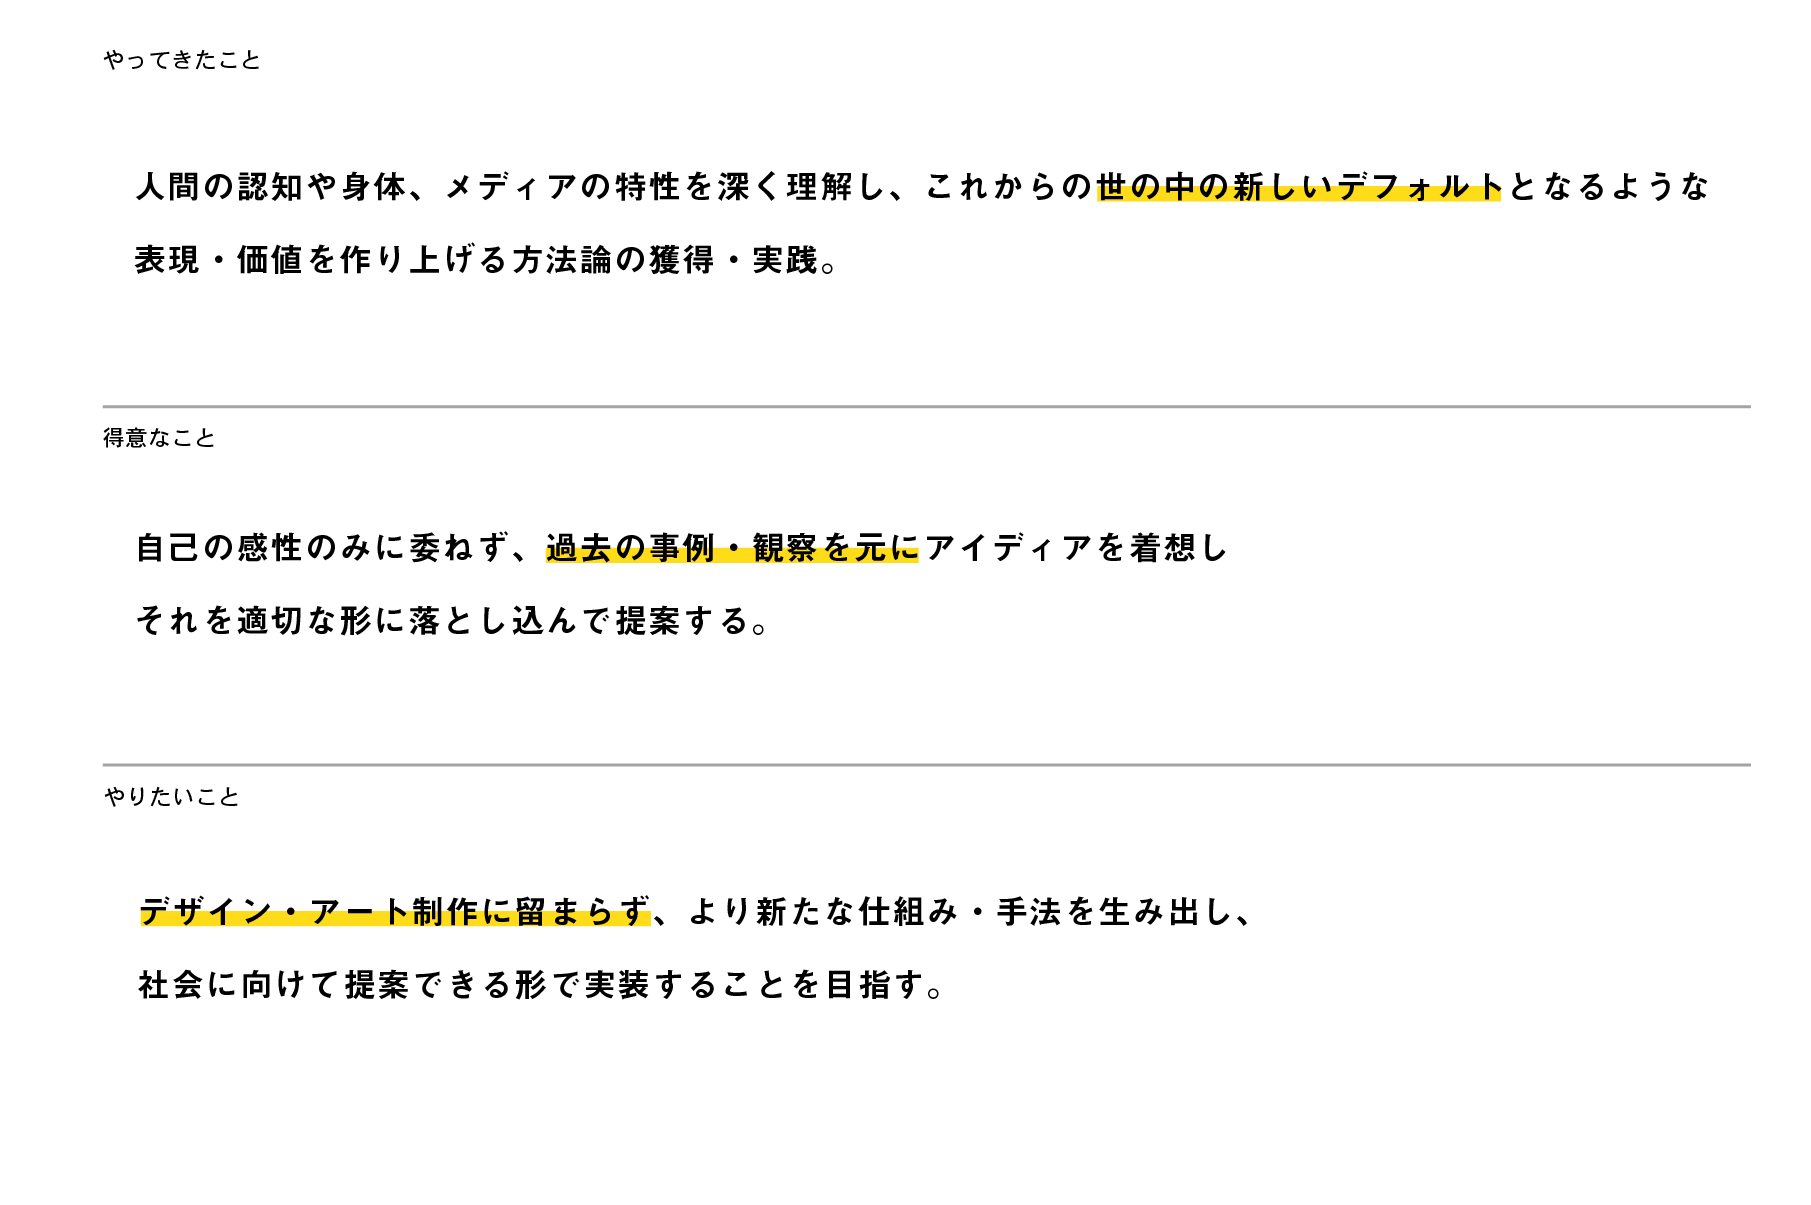 やってきたこと
人間の認知や身体、メディアの特性を深く理解し、これからの世の中の新しいデフォルトとなるような
表現・価値を作り上げる方法論の獲得・実践。
得意なこと
自己の感性のみに委ねず、過去の事例・観察を元にアイディアを着想し
それを適切な形に落とし込んで提案する。
やりたいこと
デザイン・アート制作に留まらず、より新たな仕組み・手法を生み出し、
社会に向けて提案できる形で実装することを目指す。